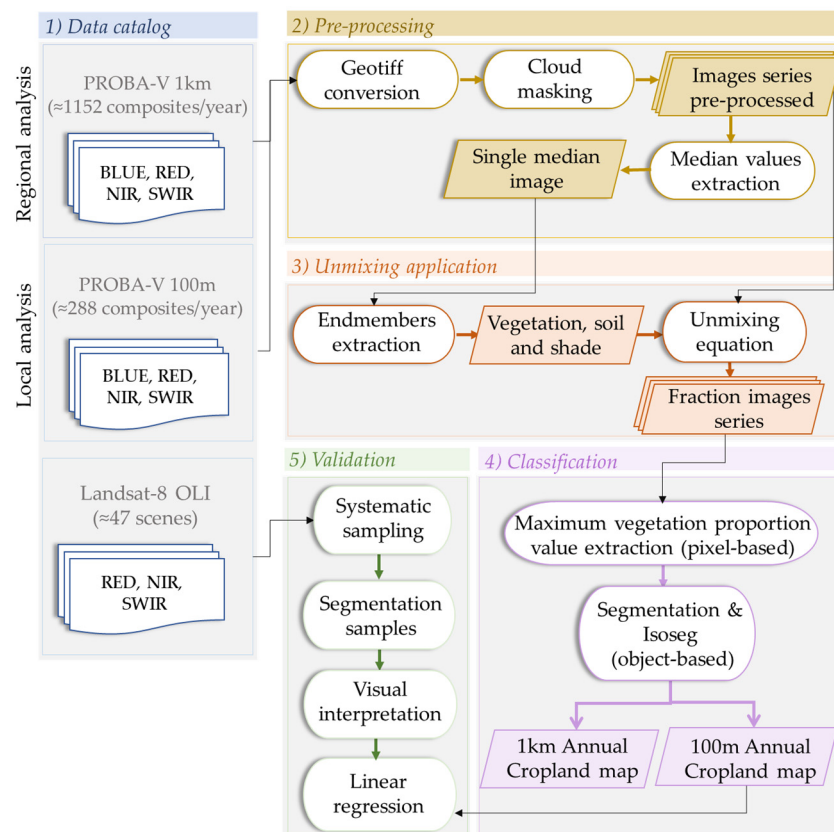 1) Data catalog
Regional analysis
PROBA-V 1km
(≈1152 composites/year)
BLUE, RED,
NIR, SWIR
Local analysis
PROBA-V 100m
(≈288 composites/year)
BLUE, RED,
NIR, SWIR
Landsat-8 OLI
(≈47 scenes)
RED, NIR,
SWIR
2) Pre-processing
Geotiff
conversion
Cloud
masking
Images series
pre-processed
Single median
image
Median values
extraction
3) Unmixing application
Endmembers
extraction
Vegetation, soil
and shade
Unmixing
equation
Fraction images
series
5) Validation
Systematic
sampling
Segmentation
samples
Visual
interpretation
Linear
regression
4) Classification
Maximum vegetation proportion
value extraction (pixel-based)
Segmentation &
Isoseg
(object-based)
1km Annual
Cropland map
100m Annual
Cropland map